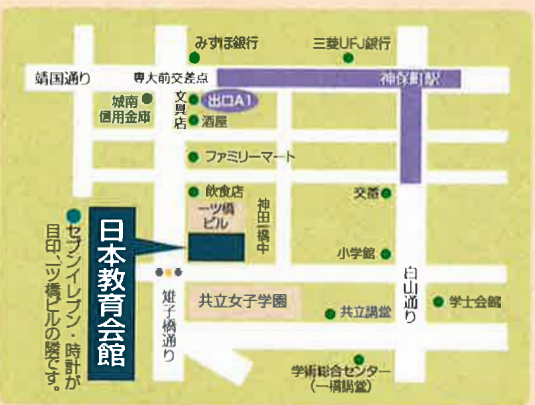 みずほ銀行
三菱UFJ銀行
靖国通り
専大前交差点
神保町駅
城南
信用金庫
文具店
出口A1
酒屋
ファミリーマート
飲食店
一ツ橋
ビル
神田一橋中
交番
小学館
日本教育会館
セブンイレブン・時計が
目印、一ツ橋ビルの隣です。
雉子橋通り
共立女子学園
共立講堂
白山通り
学士会館
学術総合センター
(一橋講堂)